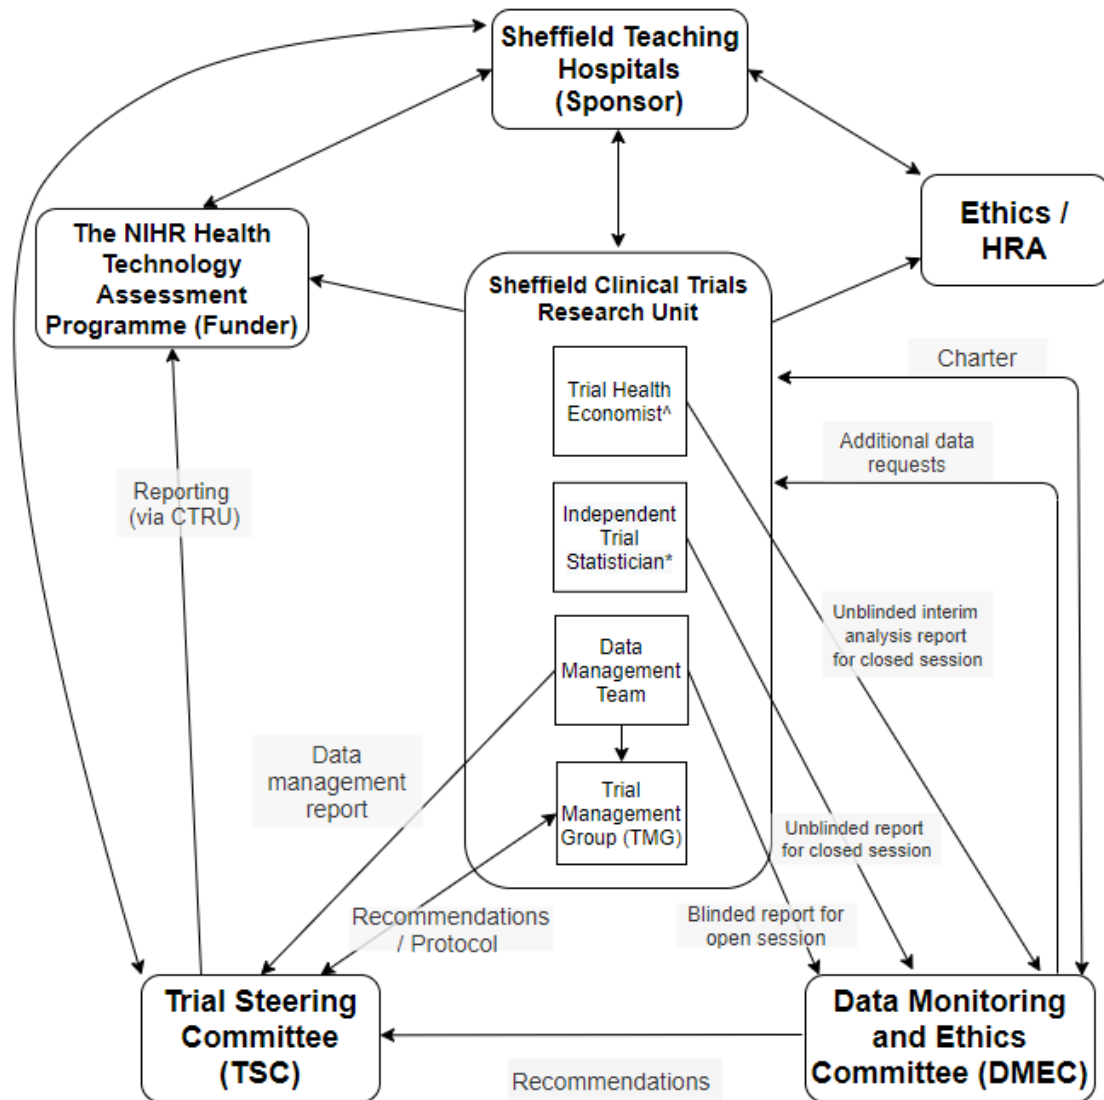 Sheffield Teaching
Hospitals
(Sponsor)
Ethics /
HRA
The NIHR Health
Technology
Assessment
Programme (Funder)
Sheffield Clinical Trials
Research Unit
Charter
Trial Health
Economist^
Additional data
requests
Reporting
(via CTRU)
Independent
Trial
Statistician*
Unblinded interim
analysis report
for closed session
Data
Management
Team
Data
management
report
Trial
Management
Group (TMG)
Unblinded report
for closed session
Recommendations
/ Protocol
Blinded report for
open session
Trial Steering
Committee
(TSC)
Data Monitoring
and Ethics
Committee (DMEC)
Recommendations